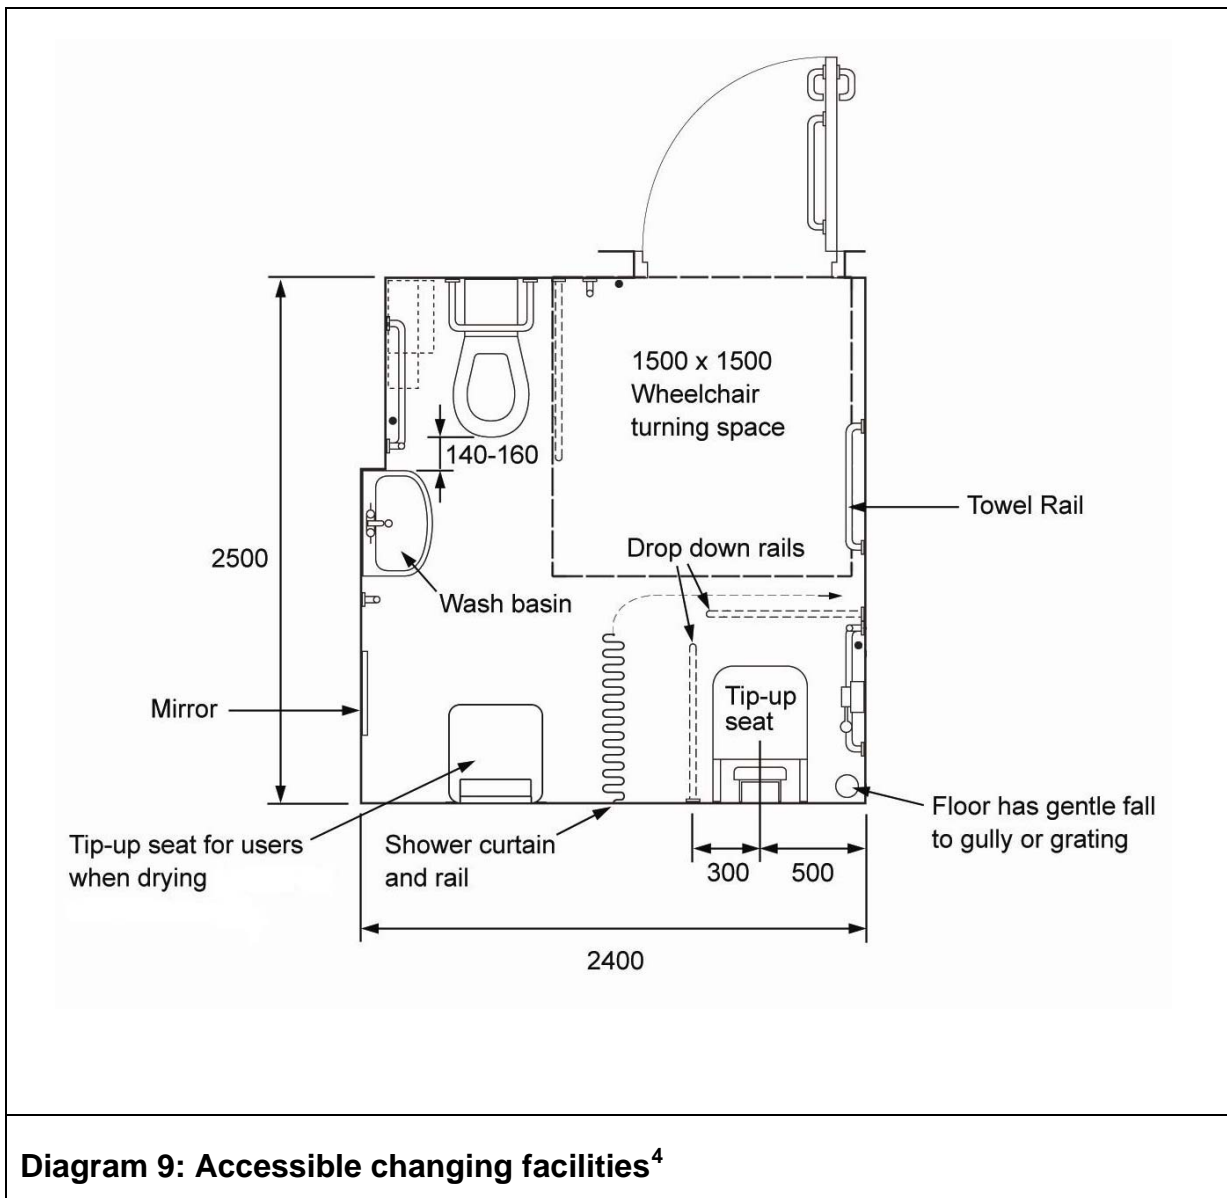 1500 x 1500
Wheelchair
turning space
140-160
Towel Rail
2500
Drop down rails
Wash basin
Mirror
Tip-up
seat
Tip-up seat for users
when drying
Shower curtain
and rail
Floor has gentle fall
to gully or grating
300
500
2400
Diagram 9: Accessible changing facilities⁴